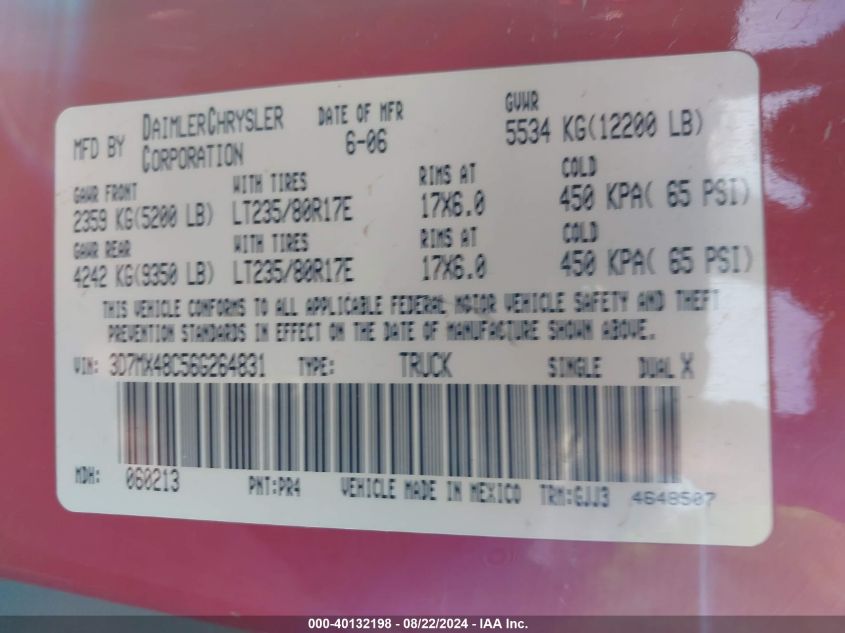 MFD BY DAIMLERCHRYSLER CORPORATION
DATE OF MFR 6-06
GVWR 5534 KG(12200 LB)
GAWR FRONT WITH TIRES RIMS AT COLD
2359 KG(5200 LB) LT235/80R17E 17X6.0 450 KPA( 65 PSI)
GAWR REAR WITH TIRES RIMS AT COLD
4242 KG(9350 LB) LT235/80R17E 17X6.0 450 KPA( 65 PSI)
THIS VEHICLE CONFORMS TO ALL APPLICABLE FEDERAL MOTOR VEHICLE SAFETY AND THEFT
PREVENTION STANDARDS IN EFFECT ON THE DATE OF MANUFACTURE SHOWN ABOVE.
VIN: 3D7MX48C56G264831 TYPE: TRUCK SINGLE DUAL X
MDH: 060213 PNT:PR4 VEHICLE MADE IN MEXICO TRM:GJJ3 4648507
000-40132198 - 08/22/2024 - IAA Inc.